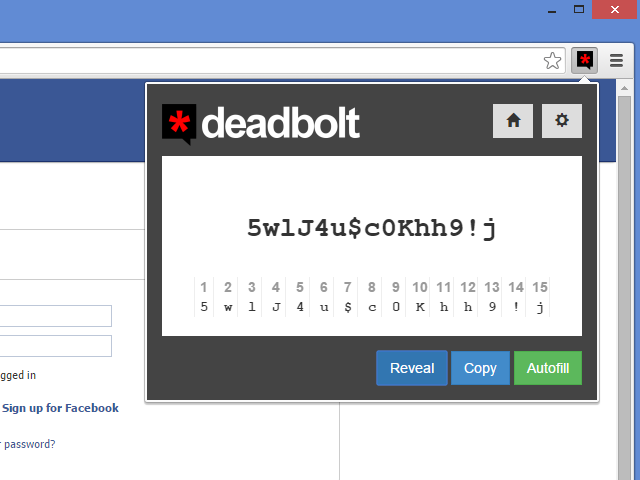 deadbolt
5wlJ4u$c0Khh9!j
1 2 3 4 5 6 7 8 9 10 11 12 13 14 15
5 w l J 4 u $ c 0 K h h 9 ! j
Reveal Copy Autofill
gged in
Sign up for Facebook
password?